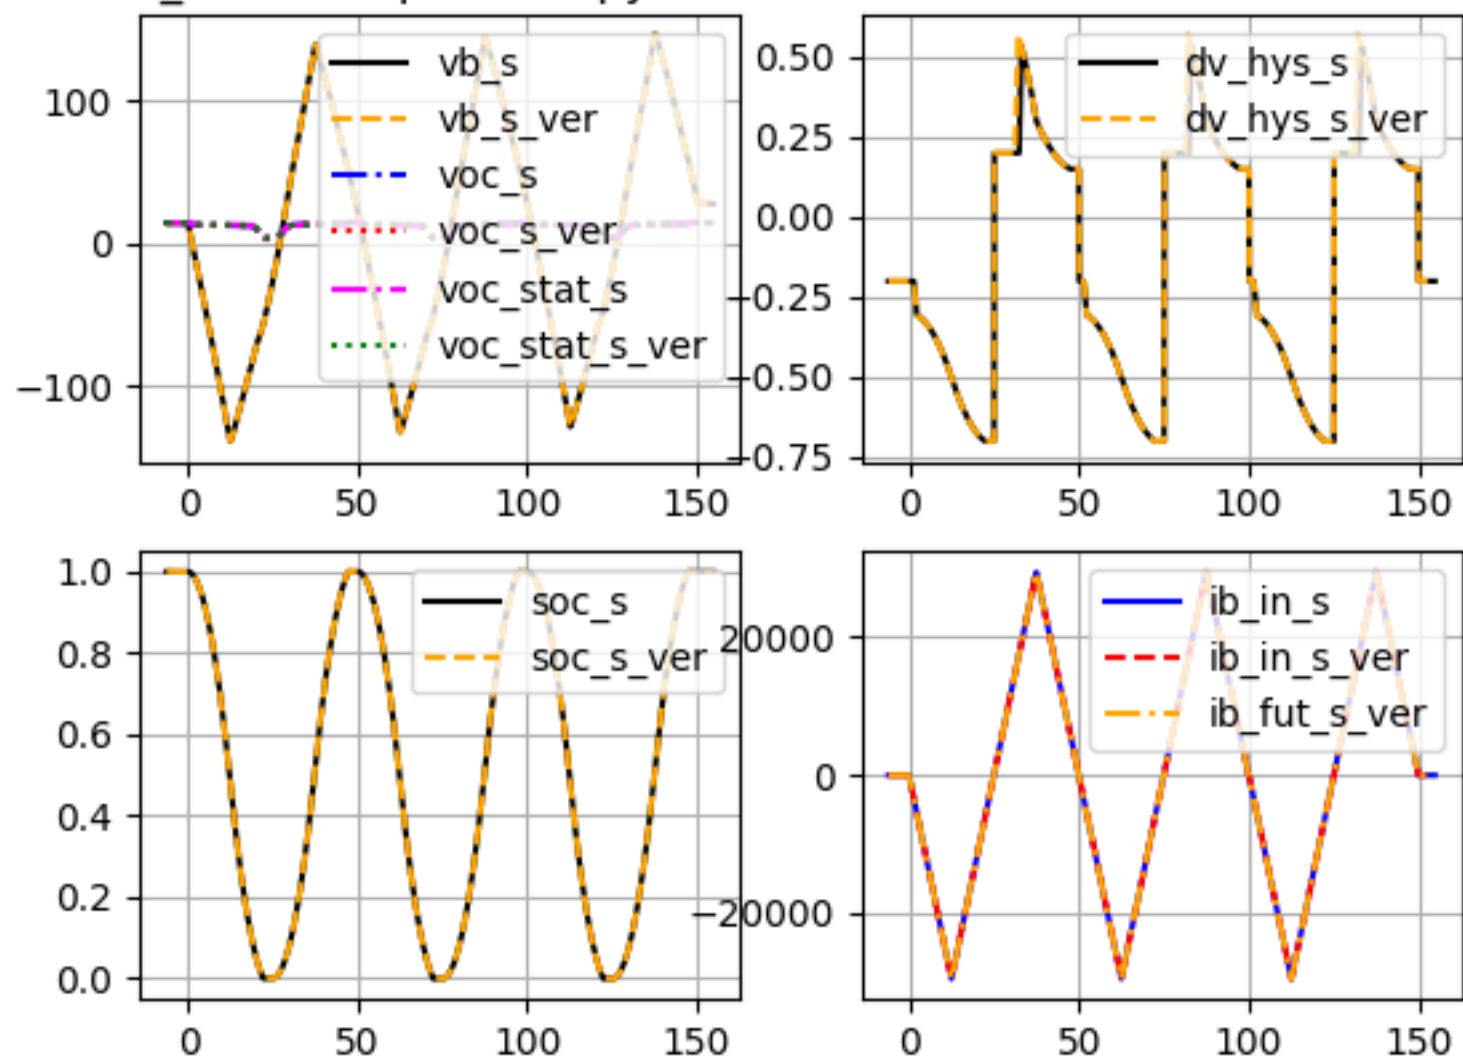 100
0
−100
0 50 100 150
vb_s
vb_s_ver
voc_s
voc_s_ver
voc_stat_s
voc_stat_s_ver
0.50
0.25
0.00
−0.25
−0.50
−0.75
0 50 100 150
dv_hys_s
dv_hys_s_ver
1.0
0.8
0.6
0.4
0.2
0.0
0 50 100 150
soc_s
soc_s_ver
20000
0
−20000
0 50 100 150
ib_in_s
ib_in_s_ver
ib_fut_s_ver